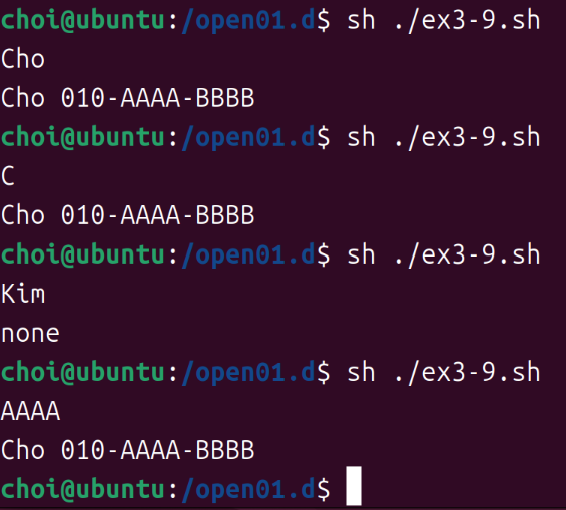 choi@ubuntu:/open01.d$ sh ./ex3-9.sh
Cho
Cho 010-AAAA-BBBB
choi@ubuntu:/open01.d$ sh ./ex3-9.sh
C
Cho 010-AAAA-BBBB
choi@ubuntu:/open01.d$ sh ./ex3-9.sh
Kim
none
choi@ubuntu:/open01.d$ sh ./ex3-9.sh
AAAA
Cho 010-AAAA-BBBB
choi@ubuntu:/open01.d$